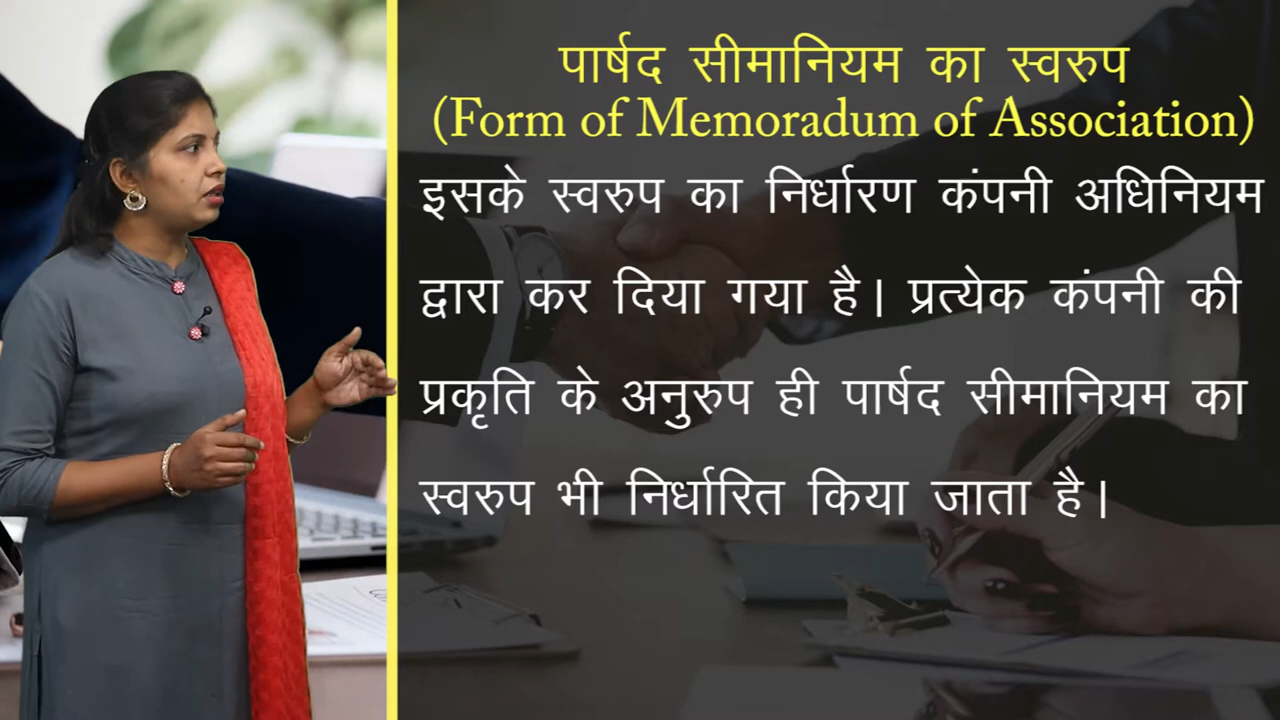 पार्षद सीमानियम का स्वरुप
(Form of Memoradum of Association)
इसके स्वरुप का निर्धारण कंपनी अधिनियम
द्वारा कर दिया गया है। प्रत्येक कंपनी की
प्रकृति के अनुरुप ही पार्षद सीमानियम का
स्वरुप भी निर्धारित किया जाता है।